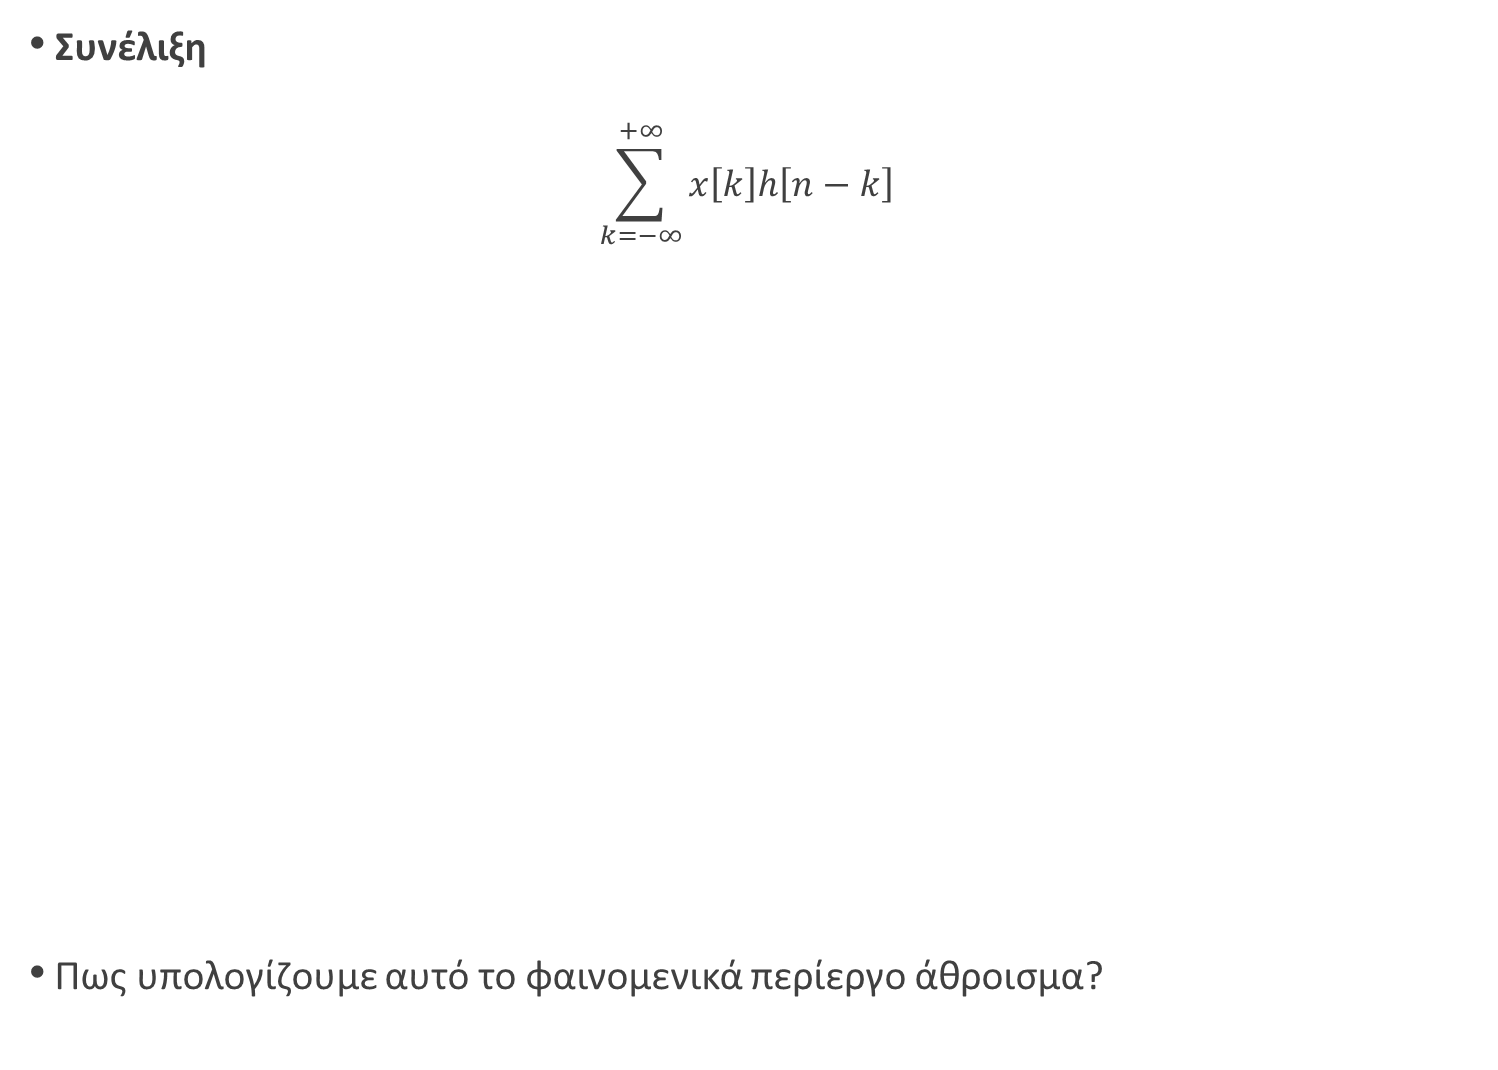 • Συνέλιξη
+∞
∑ x[k]h[n − k]
k=−∞
• Πως υπολογίζουμε αυτό το φαινομενικά περίεργο άθροισμα?